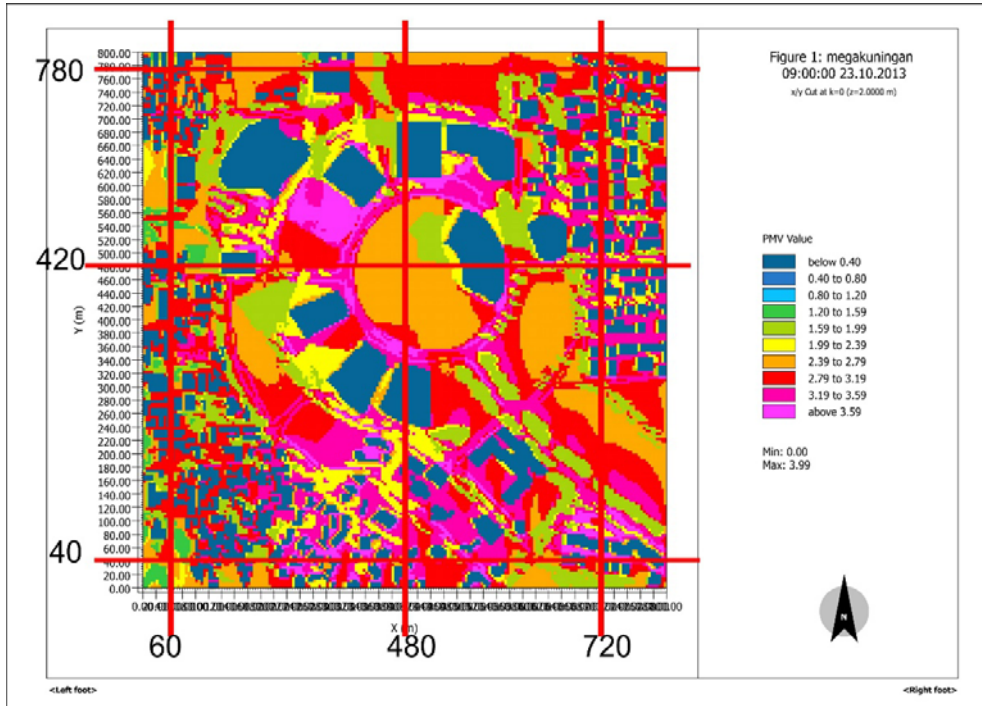 Figure 1: megakuningan
09:00:00 23.10.2013
x/y Cut at k=0 (z=2.0000 m)
780
420
40
800.00
780.00
760.00
740.00
720.00
700.00
680.00
660.00
640.00
620.00
600.00
580.00
560.00
540.00
520.00
500.00
480.00
460.00
440.00
420.00
400.00
380.00
360.00
340.00
320.00
300.00
280.00
260.00
240.00
220.00
200.00
180.00
160.00
140.00
120.00
100.00
80.00
60.00
40.00
20.00
0.00
Y (m)
X (m)
60
480
720
PMV Value
below 0.40
0.40 to 0.80
0.80 to 1.20
1.20 to 1.59
1.59 to 1.99
1.99 to 2.39
2.39 to 2.79
2.79 to 3.19
3.19 to 3.59
above 3.59
Min: 0.00
Max: 3.99
N
<Left foot>
<Right foot>